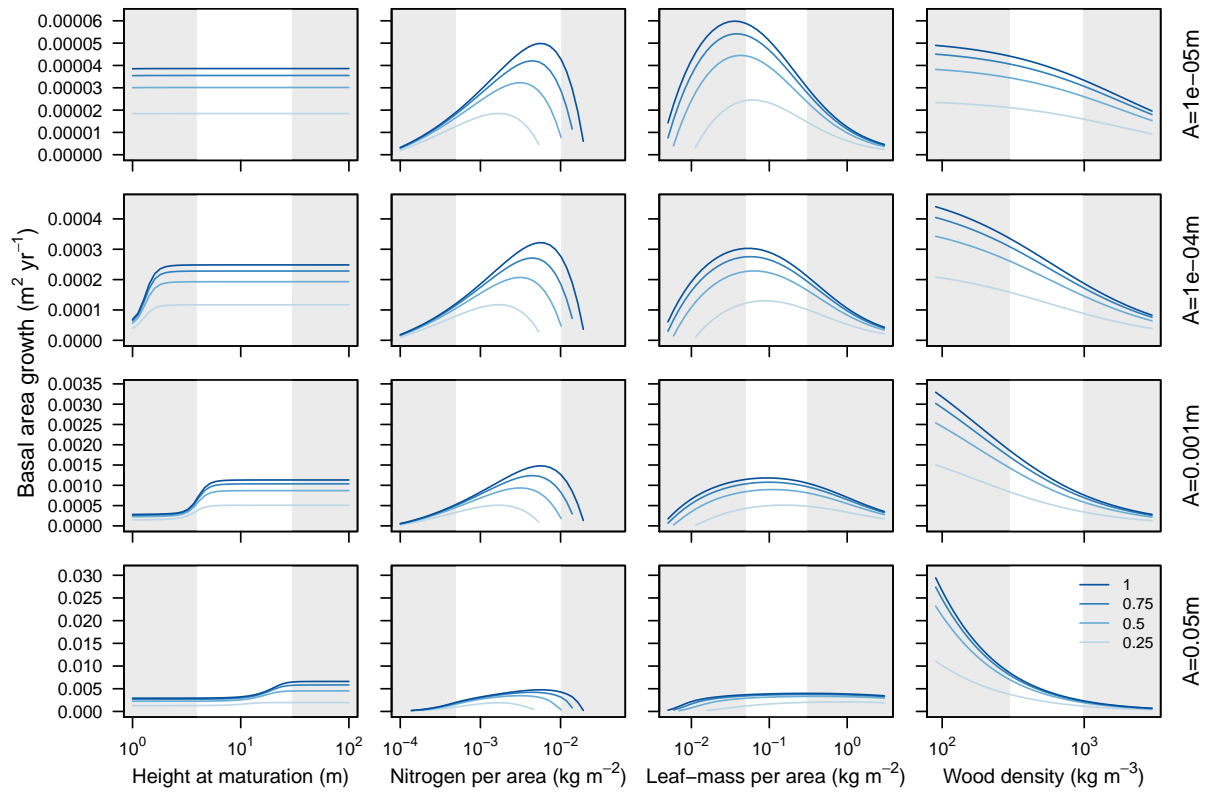 0.00006
0.00005
0.00004
0.00003
0.00002
0.00001
0.00000
A=1e−05m
0.0004
0.0003
0.0002
0.0001
0.0000
A=1e−04m
Basal area growth (m² yr⁻¹)
0.0035
0.0030
0.0025
0.0020
0.0015
0.0010
0.0005
0.0000
A=0.001m
0.030
0.025
0.020
0.015
0.010
0.005
0.000
1
0.75
0.5
0.25
A=0.05m
10⁰ 10¹ 10²
Height at maturation (m)
10⁻⁴ 10⁻³ 10⁻²
Nitrogen per area (kg m⁻²)
10⁻² 10⁻¹ 10⁰
Leaf−mass per area (kg m⁻²)
10² 10³
Wood density (kg m⁻³)